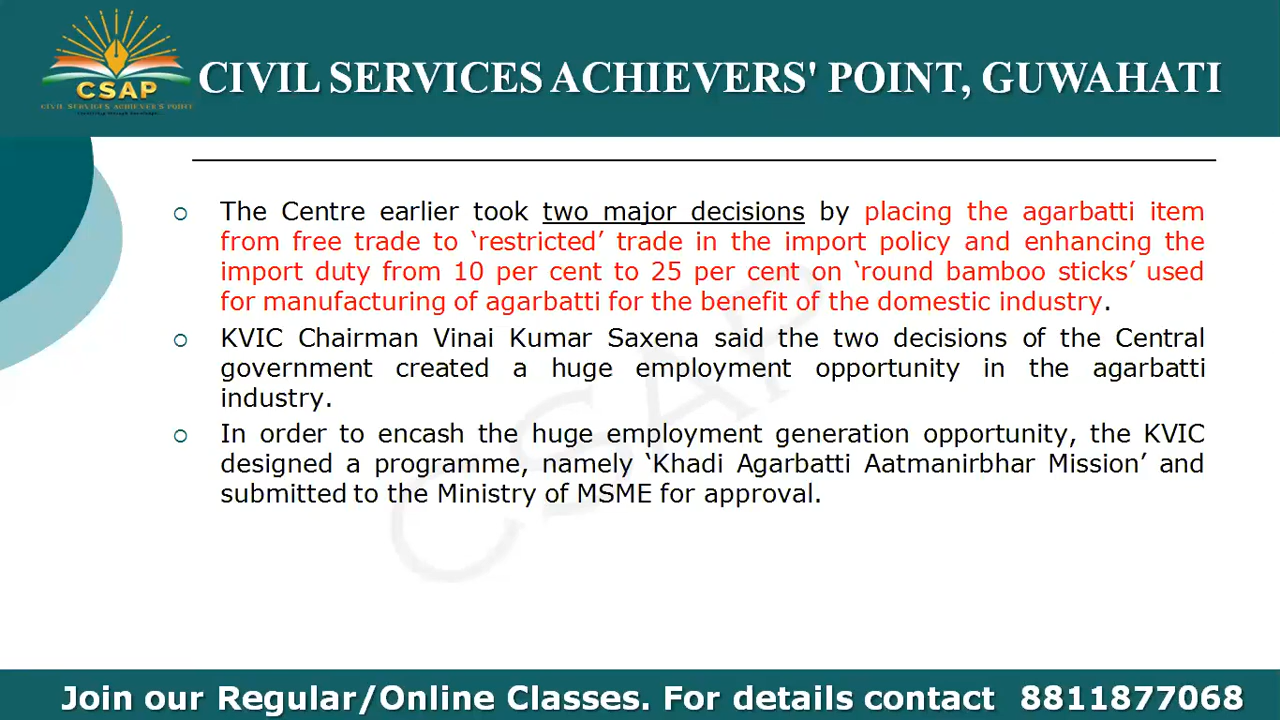 CSAP
CIVIL SERVICES ACHIEVER'S POINT
CIVIL SERVICES ACHIEVERS' POINT, GUWAHATI
The Centre earlier took two major decisions by placing the agarbatti item
from free trade to ‘restricted’ trade in the import policy and enhancing the
import duty from 10 per cent to 25 per cent on ‘round bamboo sticks’ used
for manufacturing of agarbatti for the benefit of the domestic industry.
KVIC Chairman Vinai Kumar Saxena said the two decisions of the Central
government created a huge employment opportunity in the agarbatti
industry.
In order to encash the huge employment generation opportunity, the KVIC
designed a programme, namely ‘Khadi Agarbatti Aatmanirbhar Mission’ and
submitted to the Ministry of MSME for approval.
CSAP
Join our Regular/Online Classes. For details contact 8811877068